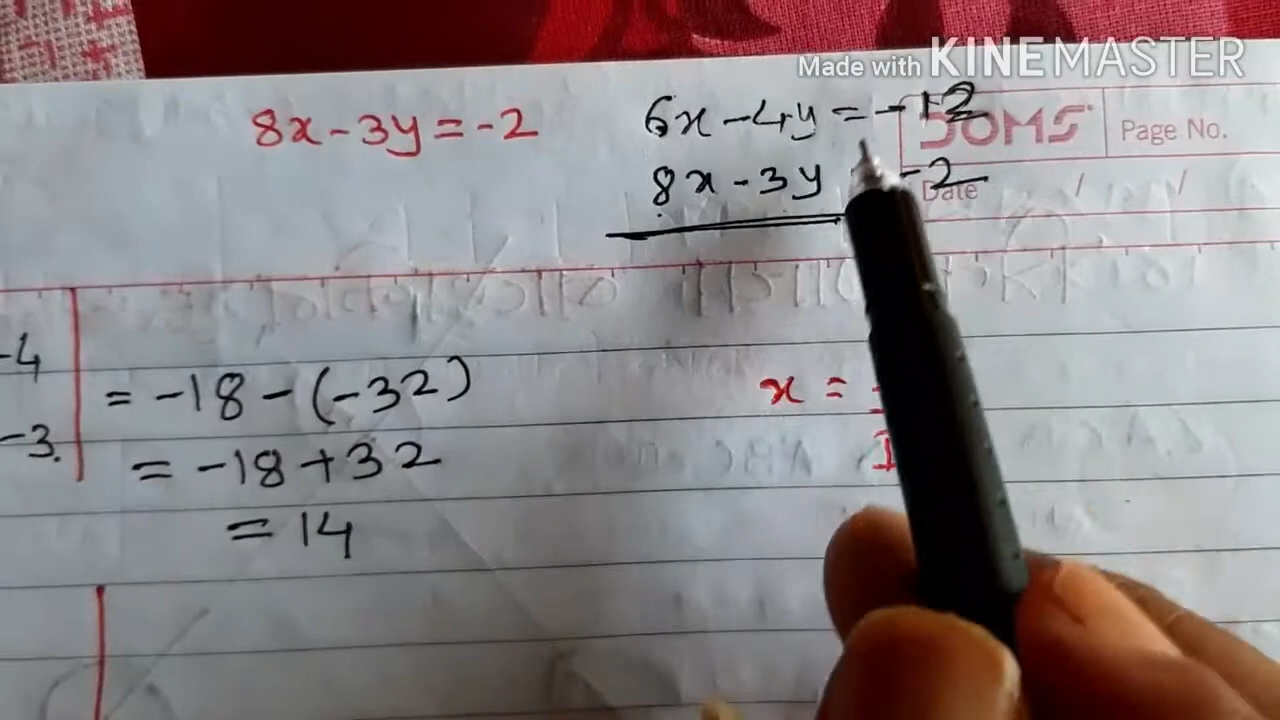 Made with KINEMASTER
8x - 3y = -2
6x - 4y = -12
8x - 3y -2
DOMS
Page No.
Date / /
-4
-3.
= -18 - (-32)
= -18 + 32
= 14
x =